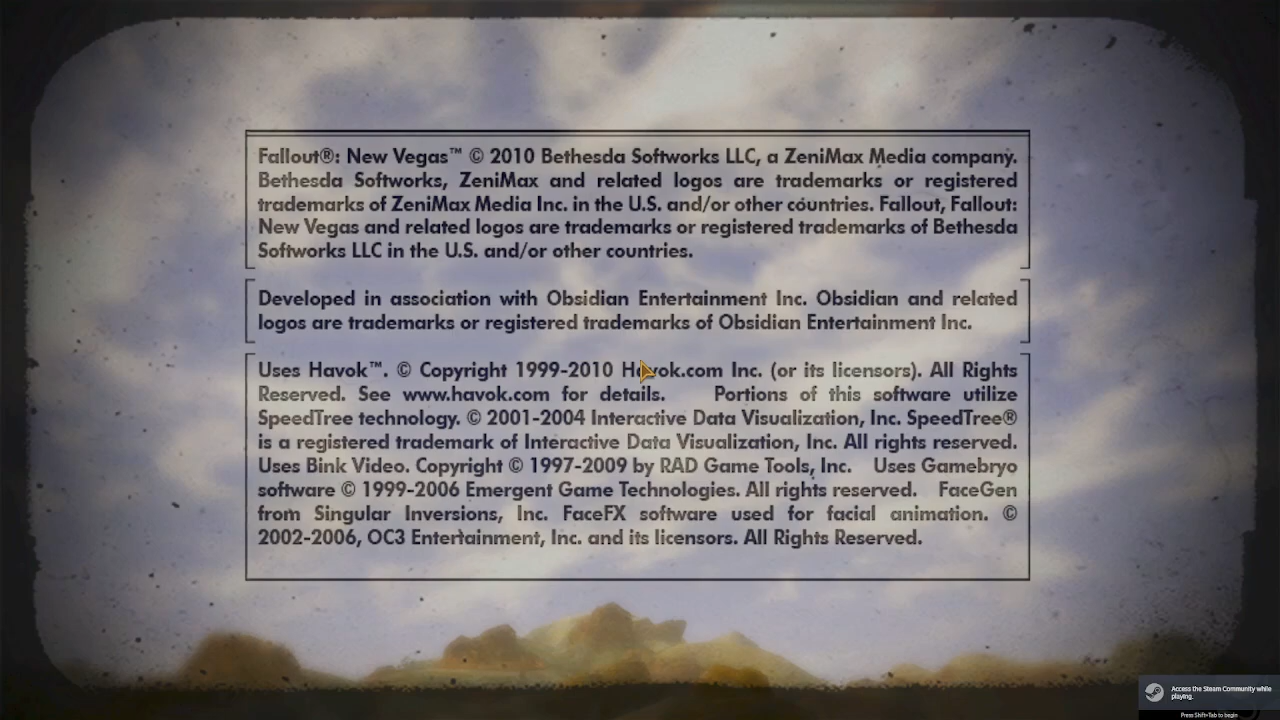 Fallout®: New Vegas™ © 2010 Bethesda Softworks LLC, a ZeniMax Media company.
Bethesda Softworks, ZeniMax and related logos are trademarks or registered
trademarks of ZeniMax Media Inc. in the U.S. and/or other countries. Fallout, Fallout:
New Vegas and related logos are trademarks or registered trademarks of Bethesda
Softworks LLC in the U.S. and/or other countries.
Developed in association with Obsidian Entertainment Inc. Obsidian and related
logos are trademarks or registered trademarks of Obsidian Entertainment Inc.
Uses Havok™. © Copyright 1999-2010 Havok.com Inc. (or its licensors). All Rights
Reserved. See www.havok.com for details. Portions of this software utilize
SpeedTree technology. © 2001-2004 Interactive Data Visualization, Inc. SpeedTree®
is a registered trademark of Interactive Data Visualization, Inc. All rights reserved.
Uses Bink Video. Copyright © 1997-2009 by RAD Game Tools, Inc. Uses Gamebryo
software © 1999-2006 Emergent Game Technologies. All rights reserved. FaceGen
from Singular Inversions, Inc. FaceFX software used for facial animation. ©
2002-2006, OC3 Entertainment, Inc. and its licensors. All Rights Reserved.
Access the Steam Community while
playing.
Press Shift+Tab to begin